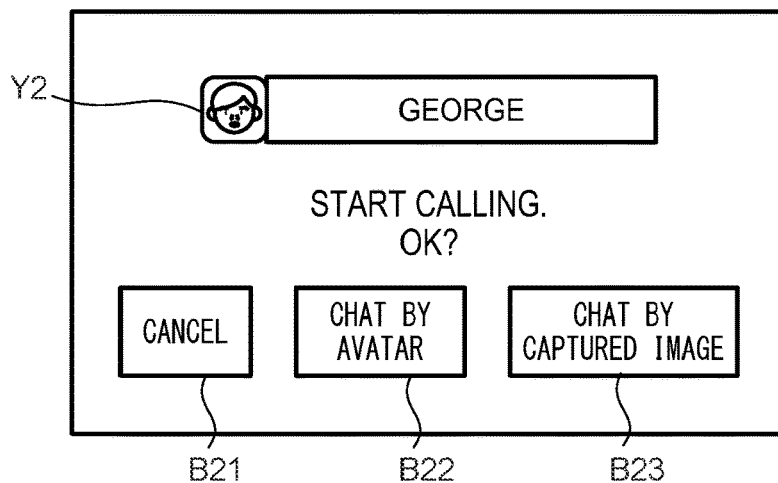 Y2
GEORGE
START CALLING.
OK?
CANCEL
CHAT BY
AVATAR
CHAT BY
CAPTURED IMAGE
B21
B22
B23